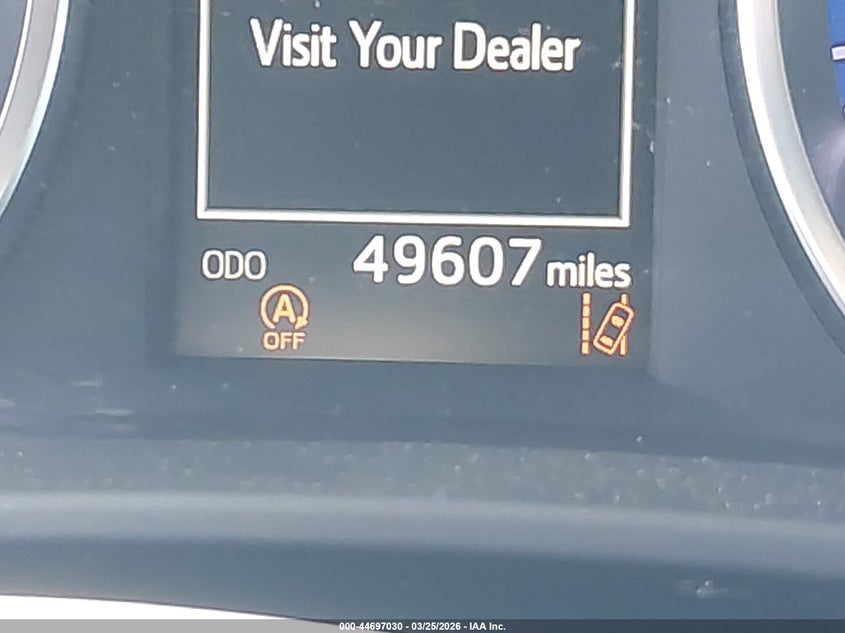 Visit Your Dealer
ODO 49607 miles
A
OFF
000-44697030 - 03/25/2026 - IAA Inc.